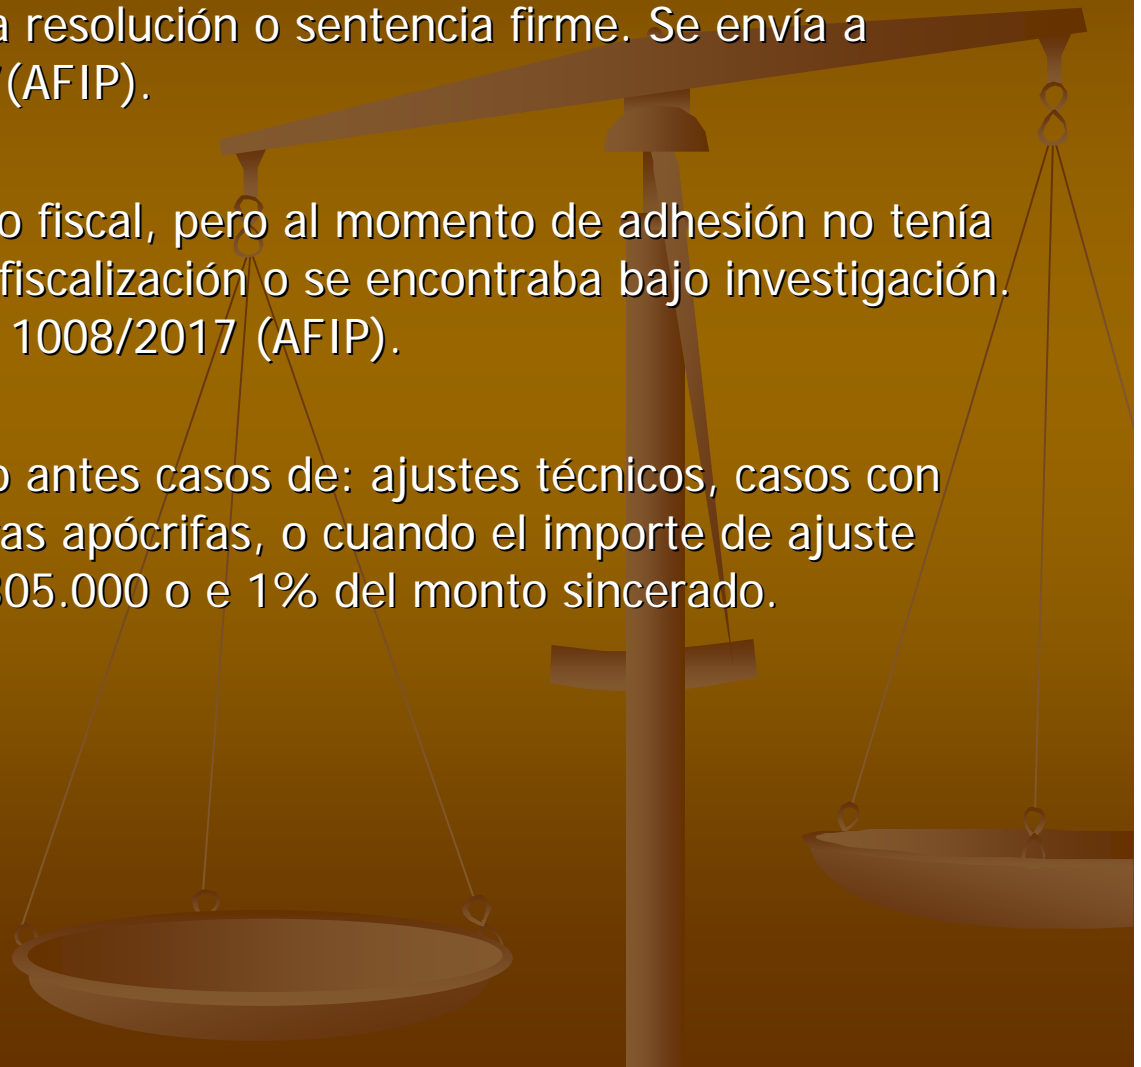 resolución o sentencia firme. Se envía a
(AFIP).
fiscal, pero al momento de adhesión no tenía
fiscalización o se encontraba bajo investigación.
1008/2017 (AFIP).
antes casos de: ajustes técnicos, casos con
apócrifas, o cuando el importe de ajuste
05.000 o e 1% del monto sincerado.